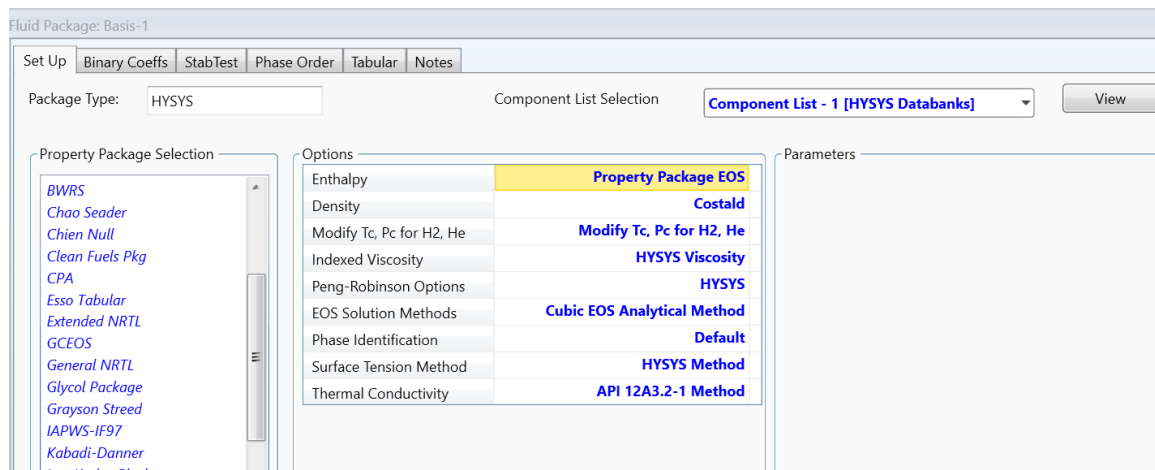 Fluid Package: Basis-1
Set Up Binary Coeffs StabTest Phase Order Tabular Notes
Package Type: HYSYS Component List Selection Component List - 1 [HYSYS Databanks] View
Property Package Selection
BWRS
Chao Seader
Chien Null
Clean Fuels Pkg
CPA
Esso Tabular
Extended NRTL
GCEOS
General NRTL
Glycol Package
Grayson Streed
IAPWS-IF97
Kabadi-Danner
Options
Enthalpy Property Package EOS
Density Costald
Modify Tc, Pc for H2, He Modify Tc, Pc for H2, He
Indexed Viscosity HYSYS Viscosity
Peng-Robinson Options HYSYS
EOS Solution Methods Cubic EOS Analytical Method
Phase Identification Default
Surface Tension Method HYSYS Method
Thermal Conductivity API 12A3.2-1 Method
Parameters